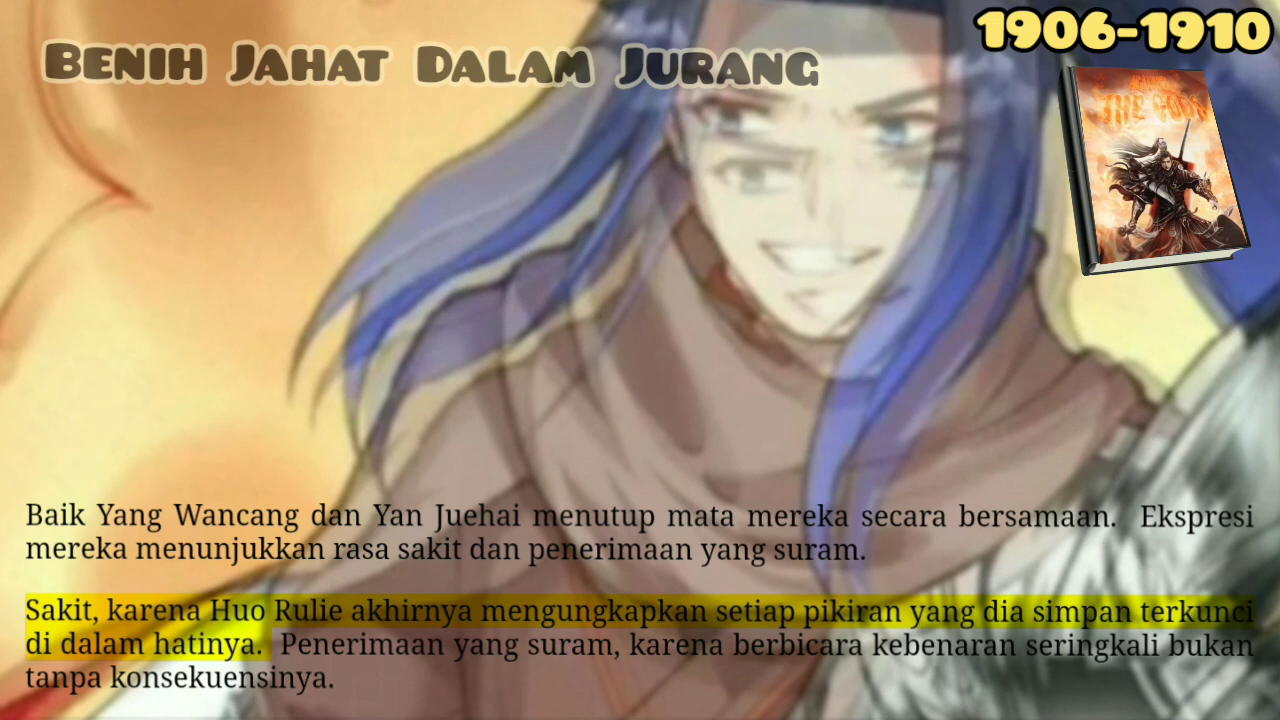 1906-1910
Benih Jahat Dalam Jurang
THE GODS
Baik Yang Wancang dan Yan Juehai menutup mata mereka secara bersamaan. Ekspresi
mereka menunjukkan rasa sakit dan penerimaan yang suram.
Sakit, karena Huo Rulie akhirnya mengungkapkan setiap pikiran yang dia simpan terkunci
di dalam hatinya. Penerimaan yang suram, karena berbicara kebenaran seringkali bukan
tanpa konsekuensinya.